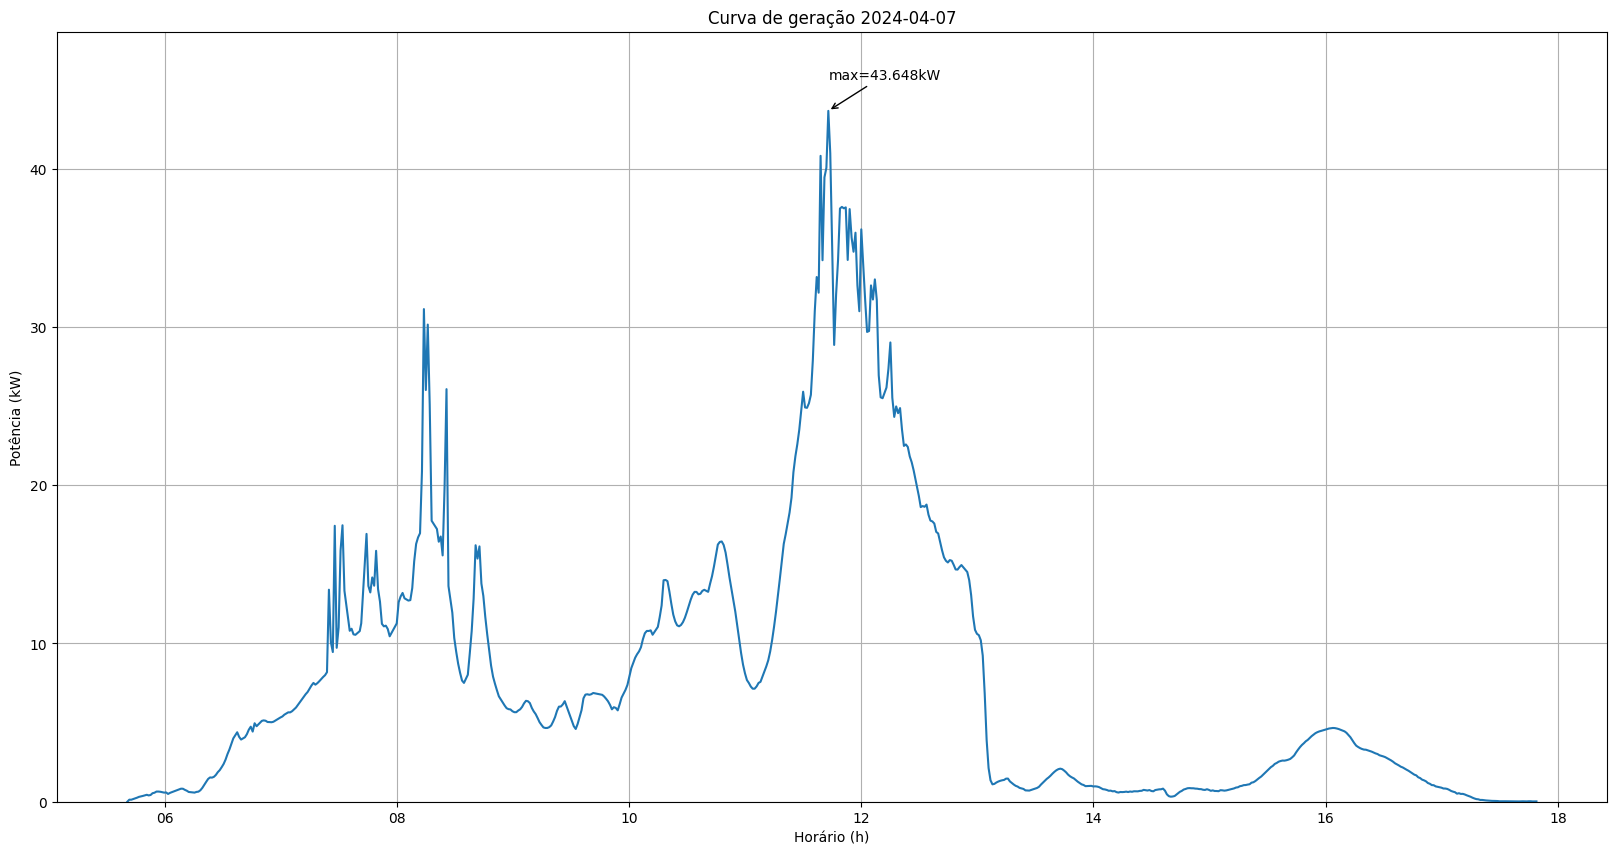 Curva de geração 2024-04-07
max=43.648kW
40
30
20
10
0
Potência (kW)
06 08 10 12 14 16 18
Horário (h)